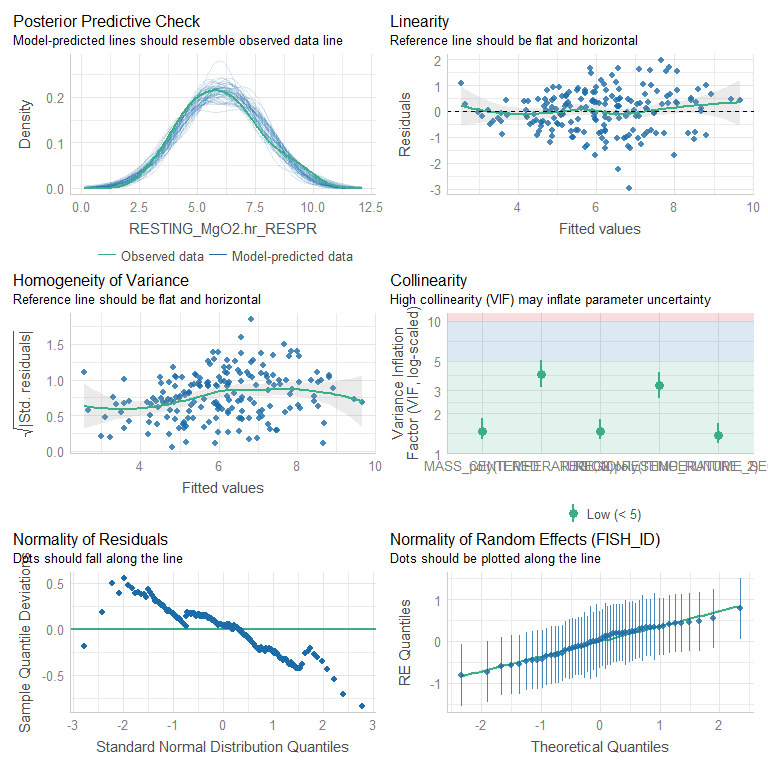 Posterior Predictive Check
Model-predicted lines should resemble observed data line
Density
0.2
0.1
0.0
0.0 2.5 5.0 7.5 10.0 12.5
RESTING_MgO2.hr_RESPR
Observed data Model-predicted data
Linearity
Reference line should be flat and horizontal
Residuals
2
1
0
-1
-2
-3
4 6 8 10
Fitted values
Homogeneity of Variance
Reference line should be flat and horizontal
√|Std. residuals|
1.5
1.0
0.5
0.0
4 6 8 10
Fitted values
Collinearity
High collinearity (VIF) may inflate parameter uncertainty
Variance Inflation
Factor (VIF, log-scaled)
10
5
3
2
1
Low (< 5)
Normality of Residuals
Dots should fall along the line
Sample Quantile Deviations
0.5
0.0
-0.5
-3 -2 -1 0 1 2 3
Standard Normal Distribution Quantiles
Normality of Random Effects (FISH_ID)
Dots should be plotted along the line
RE Quantiles
1
0
-1
-2 -1 0 1 2
Theoretical Quantiles